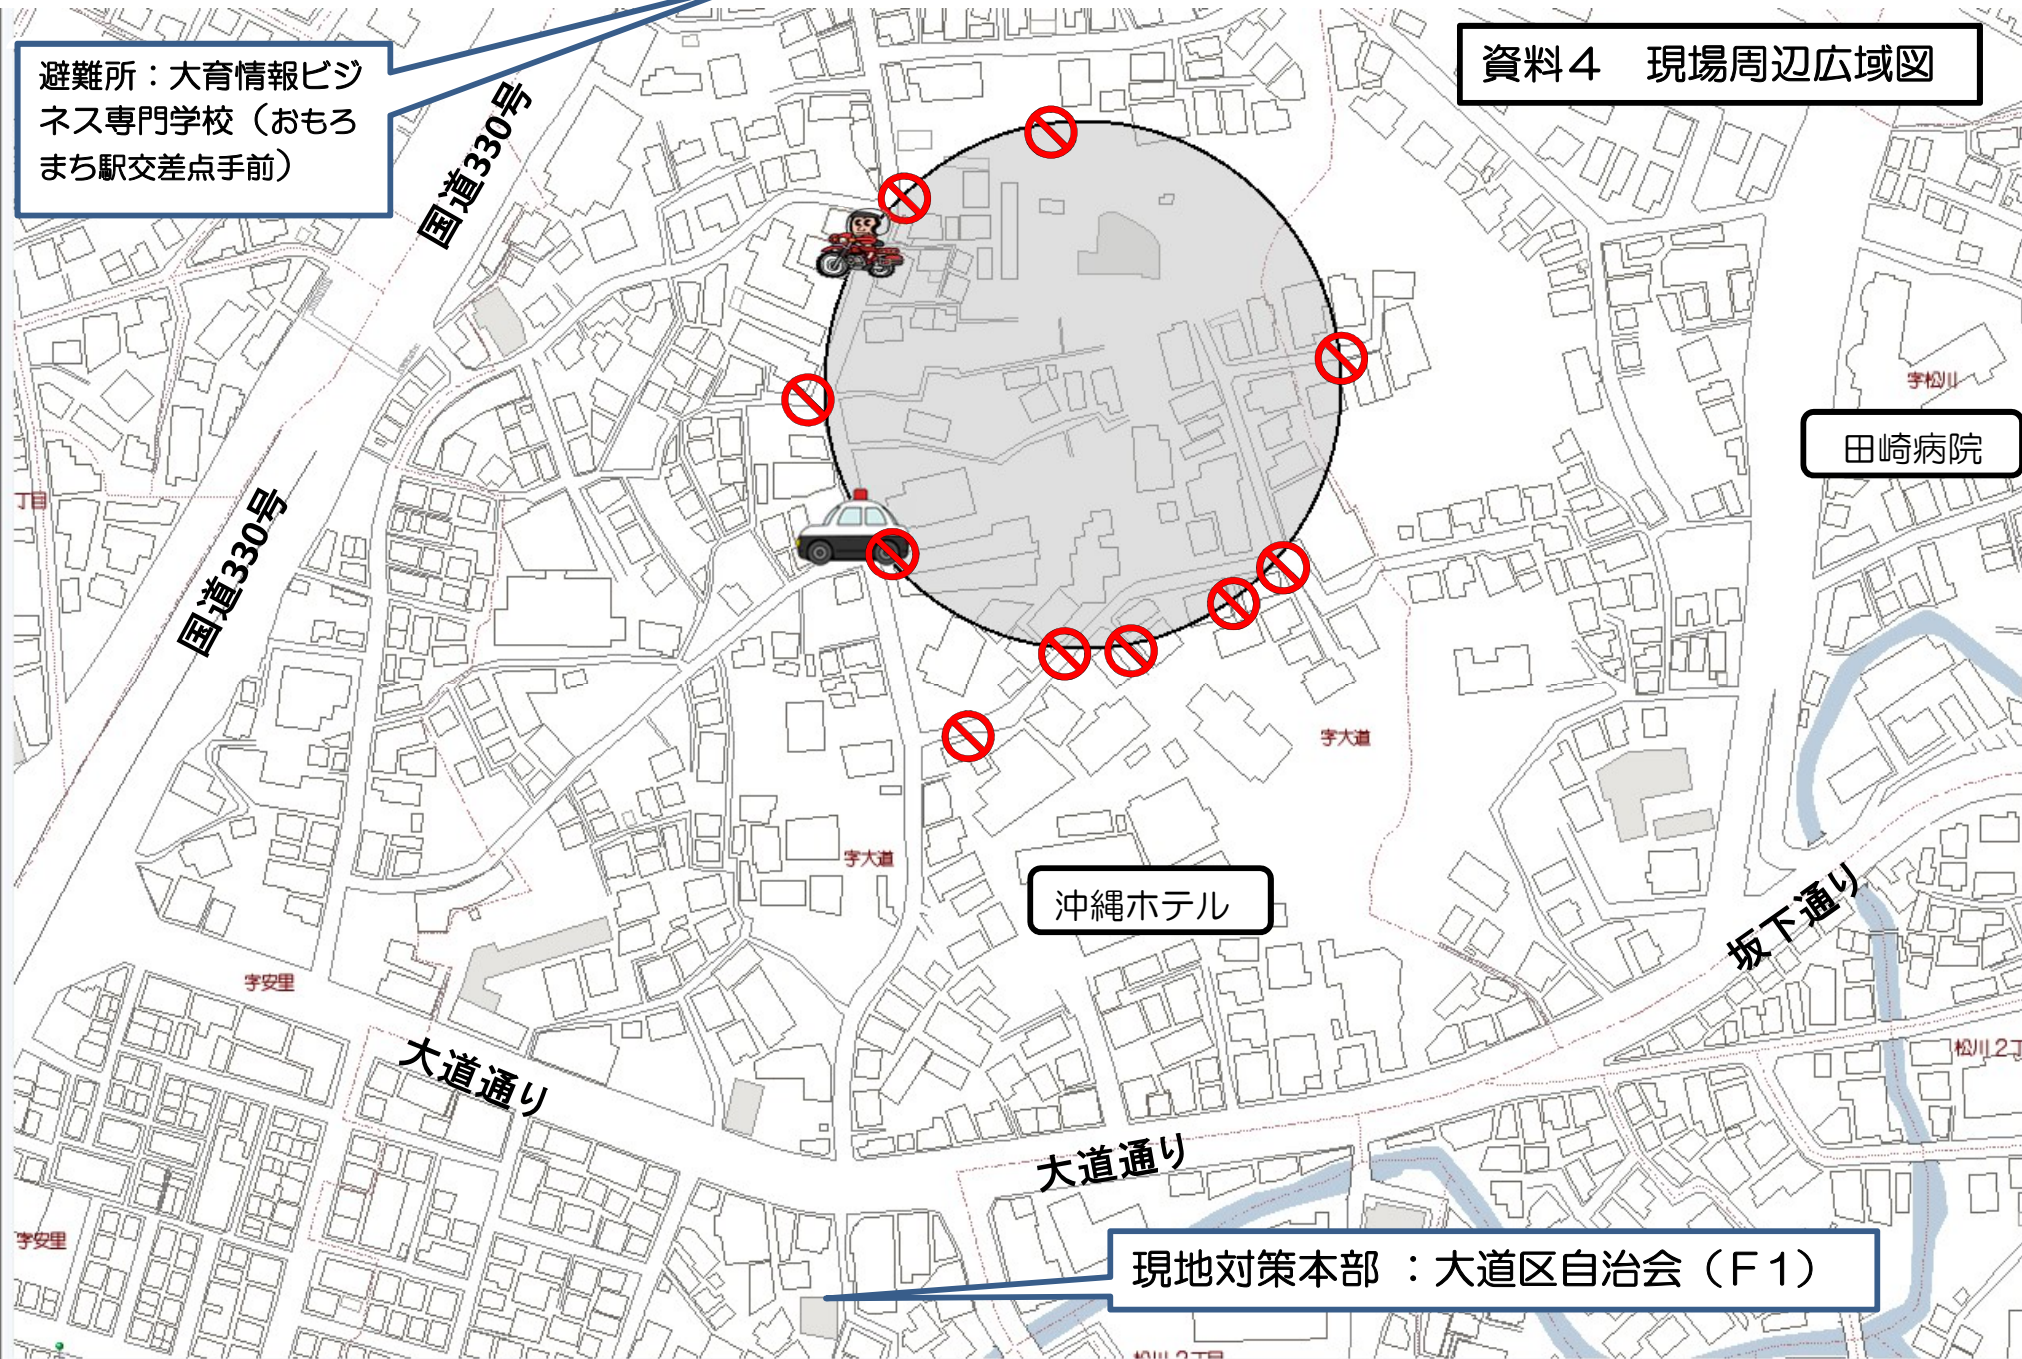 資料４　現場周辺広域図
避難所：大育情報ビジ
ネス専門学校（おもろ
まち駅交差点手前）
国道330号
字松川
田崎病院
丁目
国道330号
字大道
字大道
沖縄ホテル
坂下通り
字安里
大道通り
松川2丁
大道通り
字安里
現地対策本部 ：大道区自治会（Ｆ１）